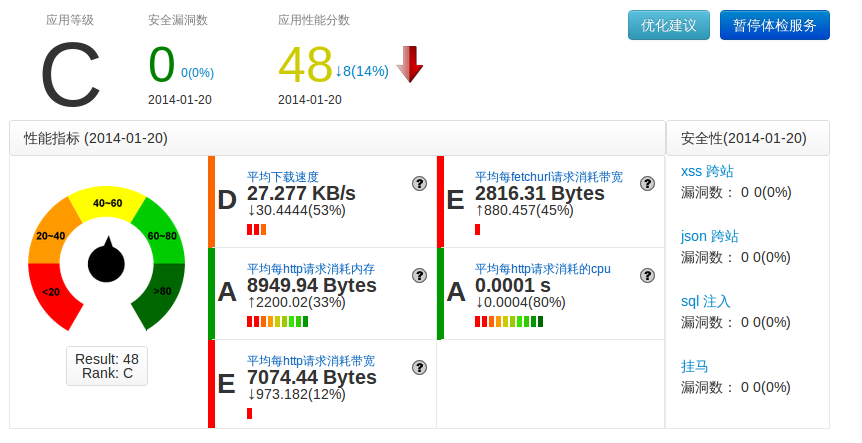 应用等级
C
安全漏洞数
0 0(0%)
2014-01-20
应用性能分数
48 ↓8(14%)
2014-01-20
优化建议
暂停体检服务
性能指标 (2014-01-20)
40~60
20~40
60~80
<20
>80
Result: 48
Rank: C
D
平均下载速度
27.277 KB/s
↓30.4444(53%)
?
E
平均每fetchurl请求消耗带宽
2816.31 Bytes
↑880.457(45%)
?
A
平均每http请求消耗内存
8949.94 Bytes
↑2200.02(33%)
?
A
平均每http请求消耗的cpu
0.0001 s
↓0.0004(80%)
?
E
平均每http请求消耗带宽
7074.44 Bytes
↓973.182(12%)
?
安全性(2014-01-20)
xss 跨站
漏洞数： 0 0(0%)
json 跨站
漏洞数： 0 0(0%)
sql 注入
漏洞数： 0 0(0%)
挂马
漏洞数： 0 0(0%)